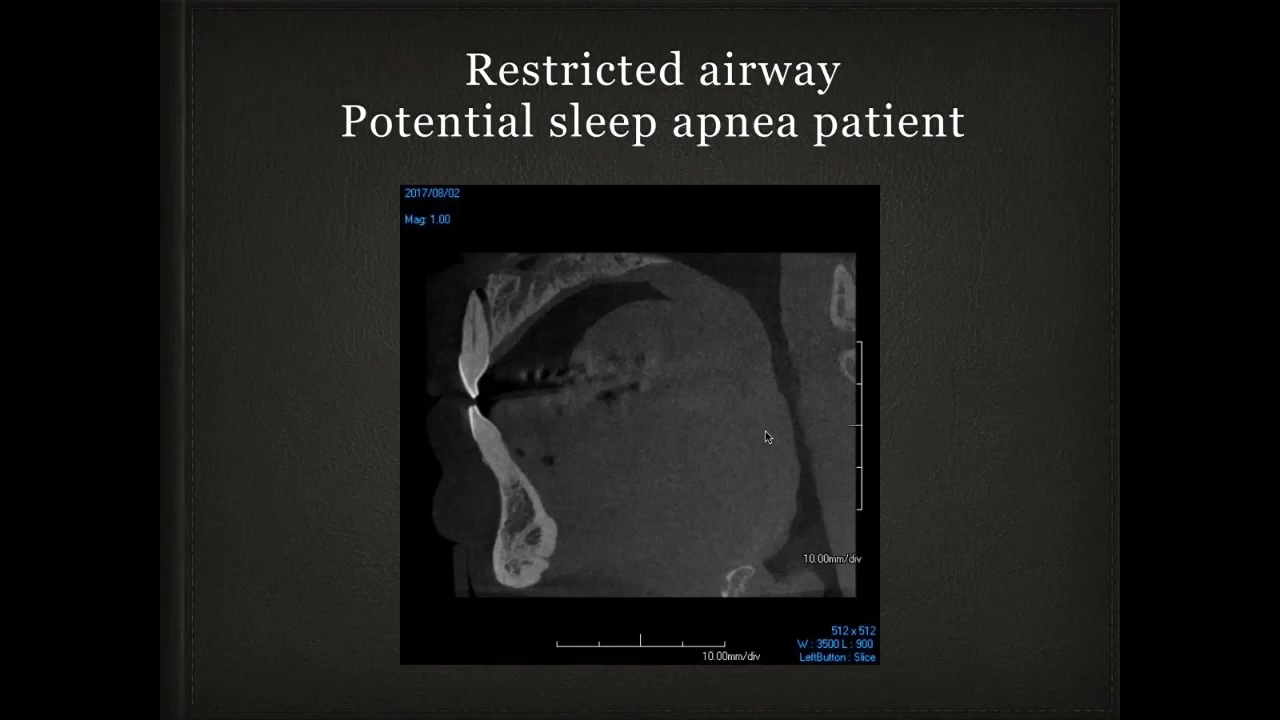 Restricted airway
Potential sleep apnea patient
2017/08/02
Mag: 1.00
10.00mm/div
10.00mm/div
512 x 512
W : 3500 L : 900
LeftButton : Slice